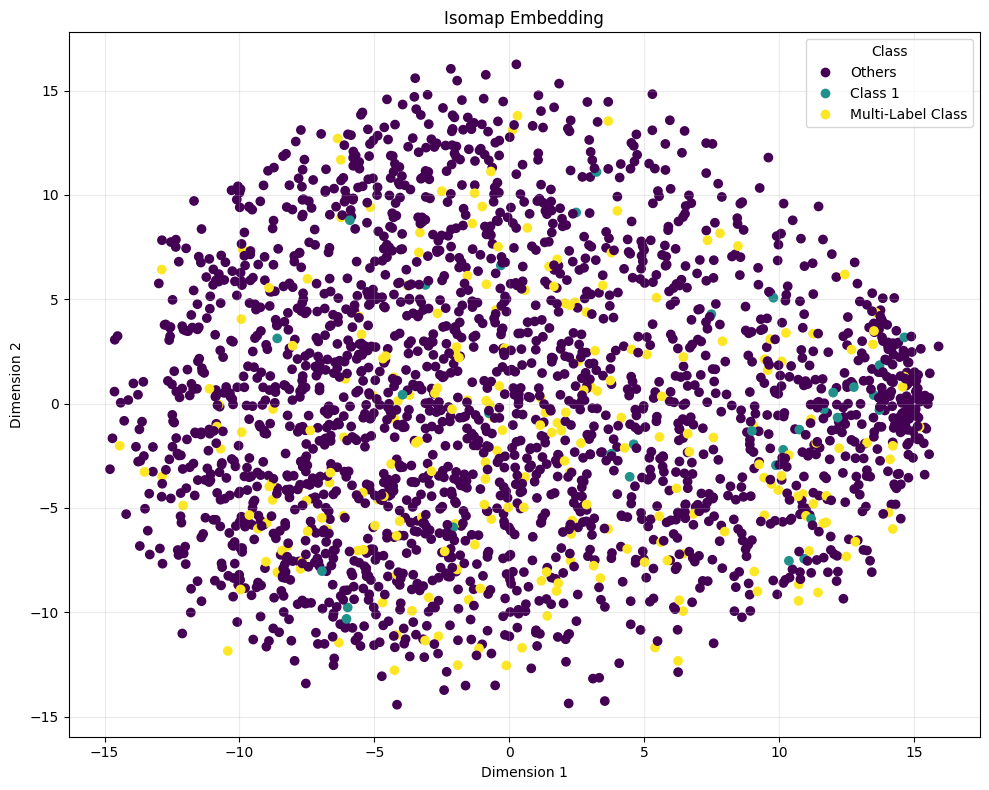 Isomap Embedding
Class
Others
Class 1
Multi-Label Class
Dimension 2
15
10
5
0
−5
−10
−15
−15
−10
−5
0
5
10
15
Dimension 1